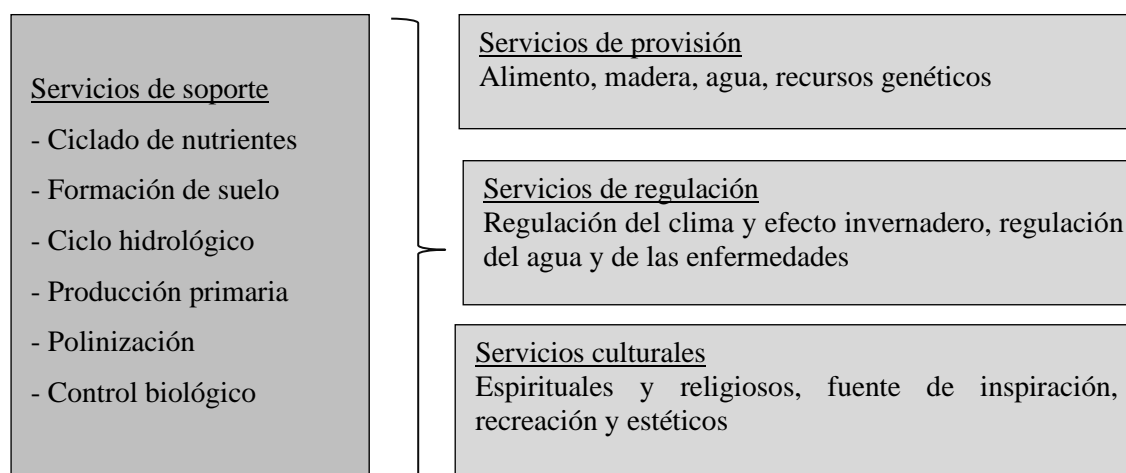 Servicios de soporte
- Ciclado de nutrientes
- Formación de suelo
- Ciclo hidrológico
- Producción primaria
- Polinización
- Control biológico
Servicios de provisión
Alimento, madera, agua, recursos genéticos
Servicios de regulación
Regulación del clima y efecto invernadero, regulación
del agua y de las enfermedades
Servicios culturales
Espirituales y religiosos, fuente de inspiración,
recreación y estéticos